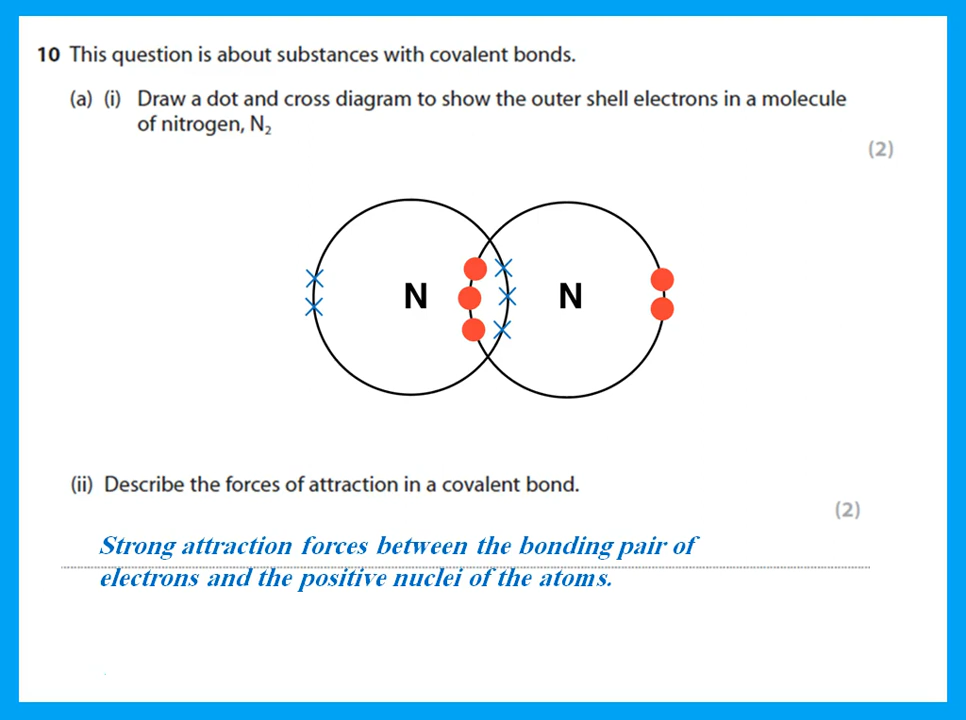 10 This question is about substances with covalent bonds.
(a) (i) Draw a dot and cross diagram to show the outer shell electrons in a molecule
of nitrogen, N₂
(2)
N N
(ii) Describe the forces of attraction in a covalent bond.
(2)
Strong attraction forces between the bonding pair of
electrons and the positive nuclei of the atoms.